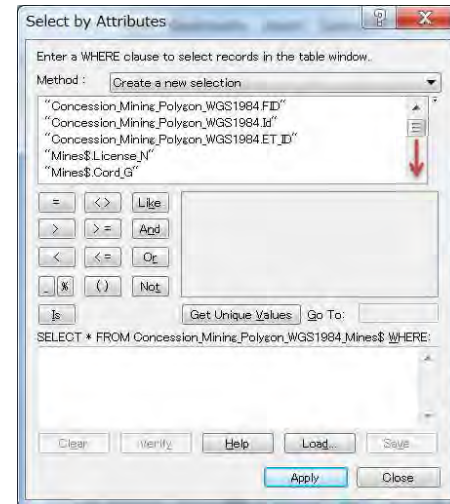 Select by Attributes
Enter a WHERE clause to select records in the table window.
Method : Create a new selection
"Concession_Mining_Polygon_WGS1984.FID"
"Concession_Mining_Polygon_WGS1984.Id"
"Concession_Mining_Polygon_WGS1984.ET_ID"
"Mines$.License_N"
"Mines$.Cord_G"
= <> Like
> >= And
< <= Or
_ % () Not
Is Get Unique Values Go To:
SELECT * FROM Concession_Mining_Polygon_WGS1984_Mines$ WHERE:
Clear Verify Help Load... Save
Apply Close